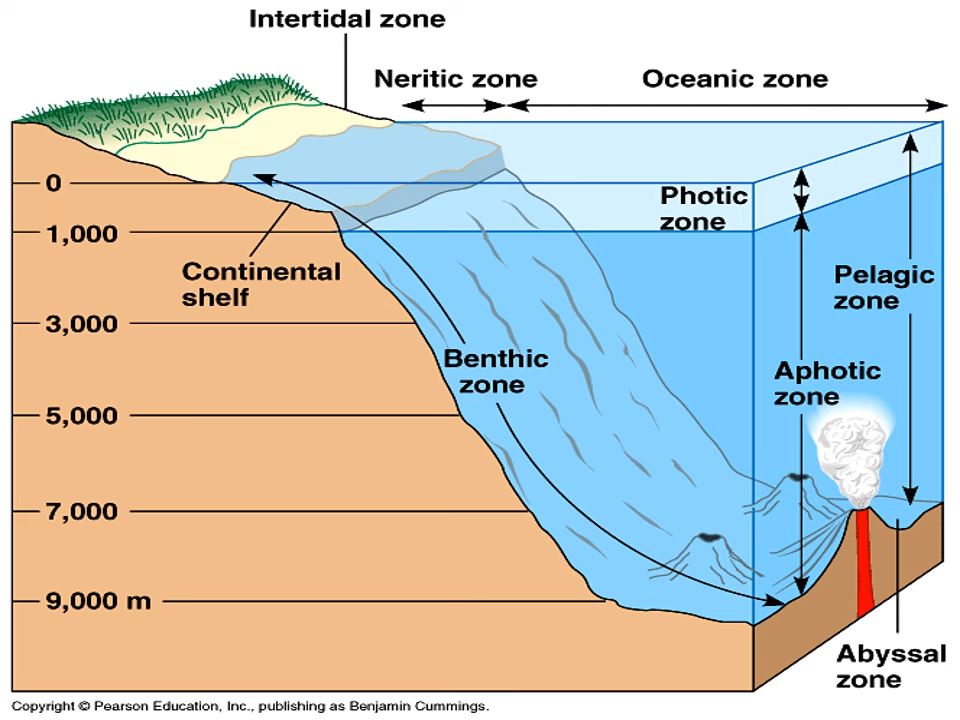 Intertidal zone
Neritic zone
Oceanic zone
0
Photic
zone
1,000
Continental
shelf
Pelagic
zone
3,000
Benthic
zone
Aphotic
zone
5,000
7,000
9,000 m
Abyssal
zone
Copyright © Pearson Education, Inc., publishing as Benjamin Cummings.